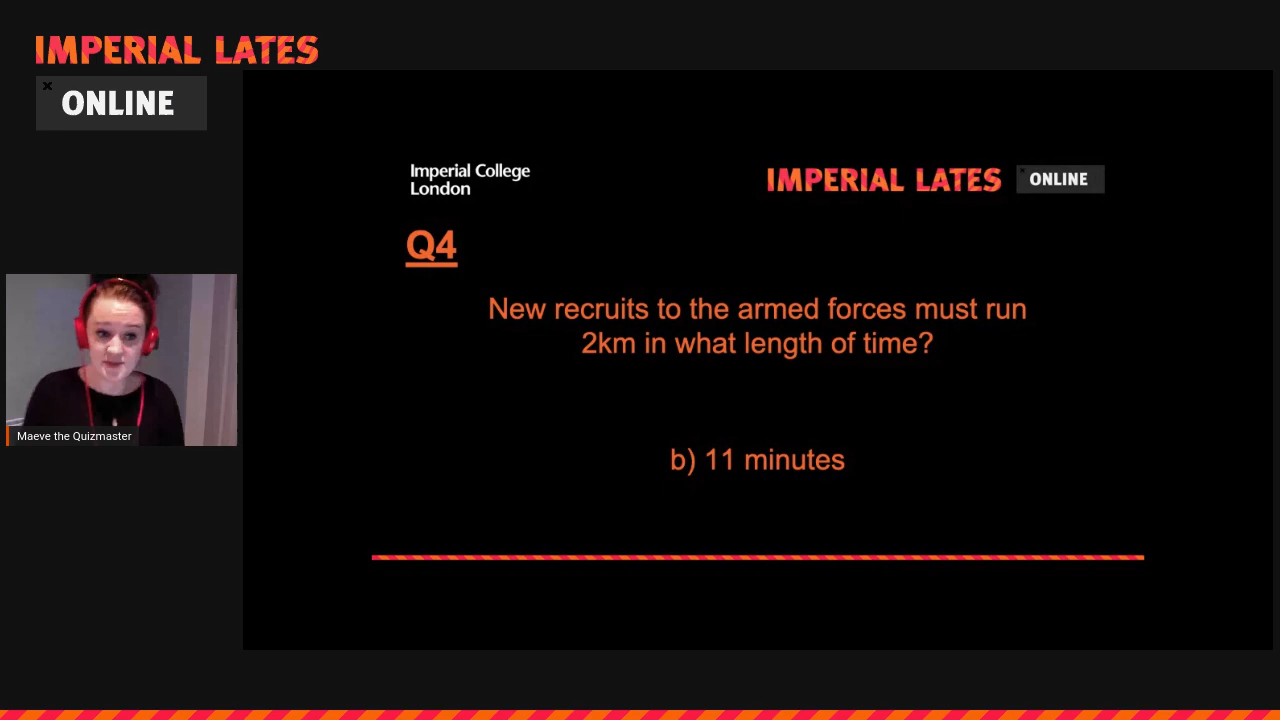 IMPERIAL LATES
ONLINE
Imperial College
London
IMPERIAL LATES ONLINE
Q4
New recruits to the armed forces must run
2km in what length of time?
b) 11 minutes
Maeve the Quizmaster